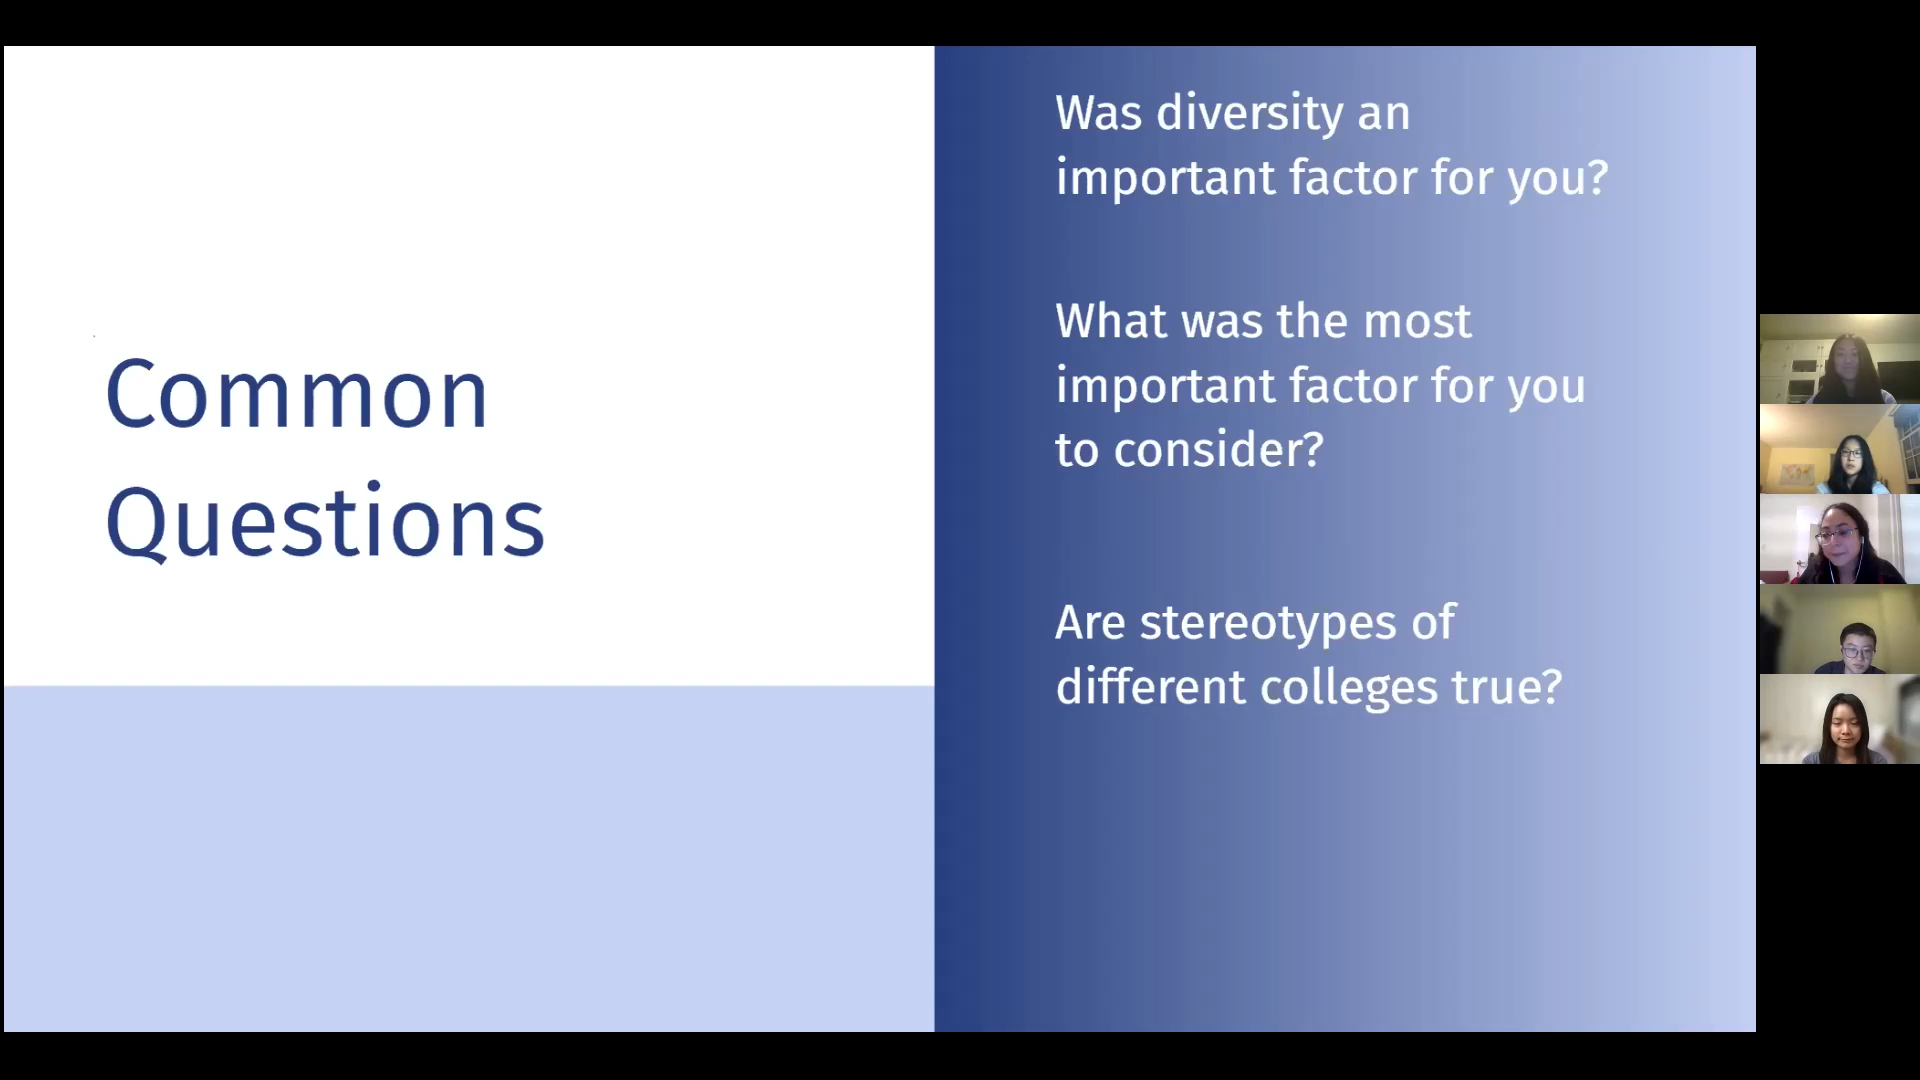 Common
Questions
Was diversity an
important factor for you?
What was the most
important factor for you
to consider?
Are stereotypes of
different colleges true?